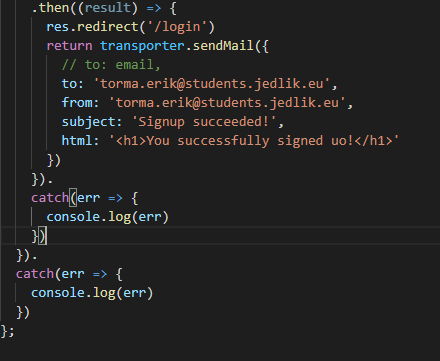 .then((result) => {
res.redirect('/login')
return transporter.sendMail({
// to: email,
to: 'torma.erik@students.jedlik.eu',
from: 'torma.erik@students.jedlik.eu',
subject: 'Signup succeeded!',
html: '<h1>You successfully signed uo!</h1>'
})
}).
catch(err => {
console.log(err)
})
}).
catch(err => {
console.log(err)
})
};